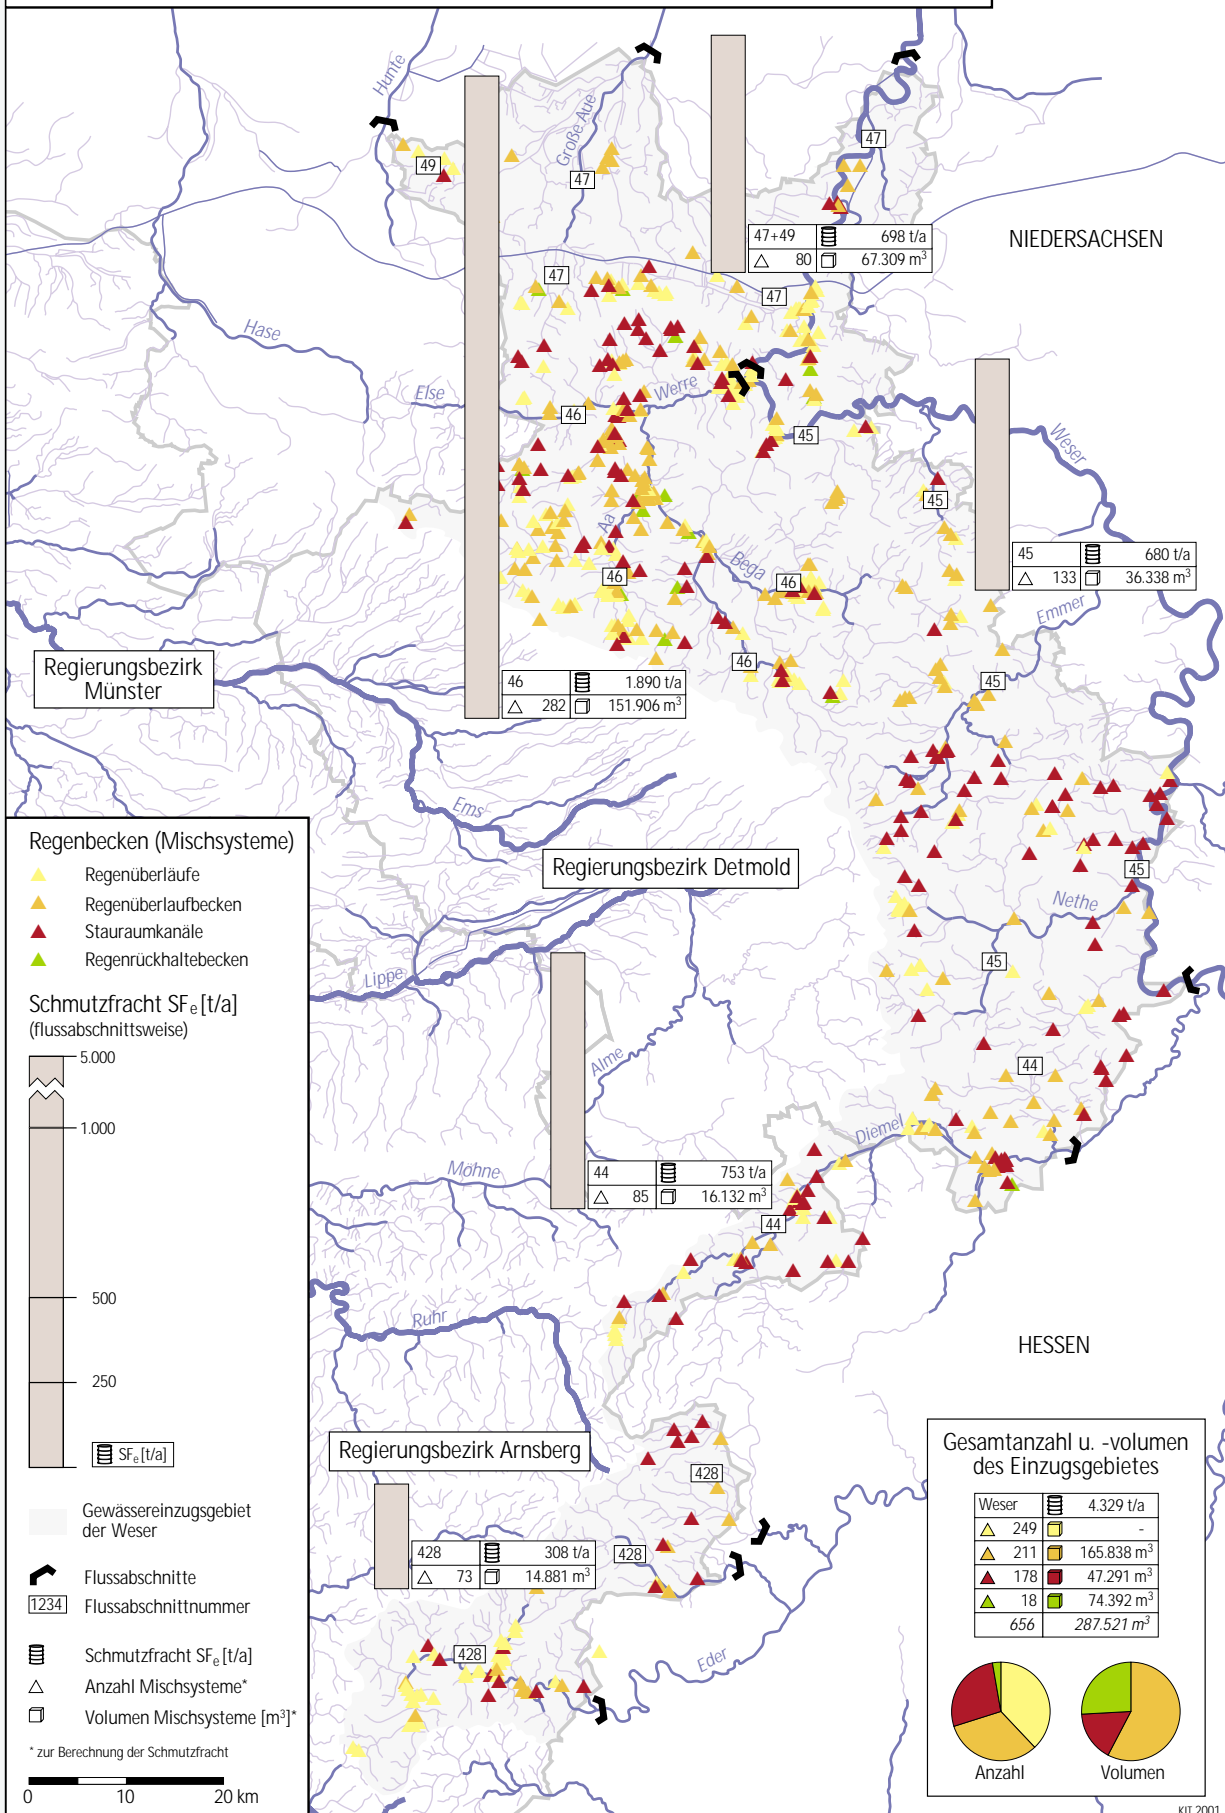 Hunte
Große Aue
47
49
47
47+49 698 t/a
80 67.309 m³
NIEDERSACHSEN
47
47
Hase
Else
Werre
46
45
Weser
45
Aa
Bega
46
46
45 680 t/a
133 36.338 m³
Emmer
Regierungsbezirk
Münster
46
45
46 1.890 t/a
282 151.906 m³
Ems
Regenbecken (Mischsysteme)
Regenüberläufe
Regenüberlaufbecken
Stauraumkanäle
Regenrückhaltebecken
Regierungsbezirk Detmold
45
Nethe
Lippe
45
Schmutzfracht SFe [t/a]
(flussabschnittsweise)
5.000
1.000
500
250
SFe [t/a]
Alme
44
Diemel
Möhne
44 753 t/a
85 16.132 m³
44
Ruhr
HESSEN
Regierungsbezirk Arnsberg
428
428 308 t/a
73 14.881 m³
428
428
Eder
Gewässereinzugsgebiet
der Weser
Flussabschnitte
1234 Flussabschnittnummer
Schmutzfracht SFe [t/a]
Anzahl Mischsysteme*
Volumen Mischsysteme [m³]*
* zur Berechnung der Schmutzfracht
0 10 20 km
Gesamtanzahl u. -volumen
des Einzugsgebietes
Weser 4.329 t/a
249 -
211 165.838 m³
178 47.291 m³
18 74.392 m³
656 287.521 m³
Anzahl Volumen
KIT 2001